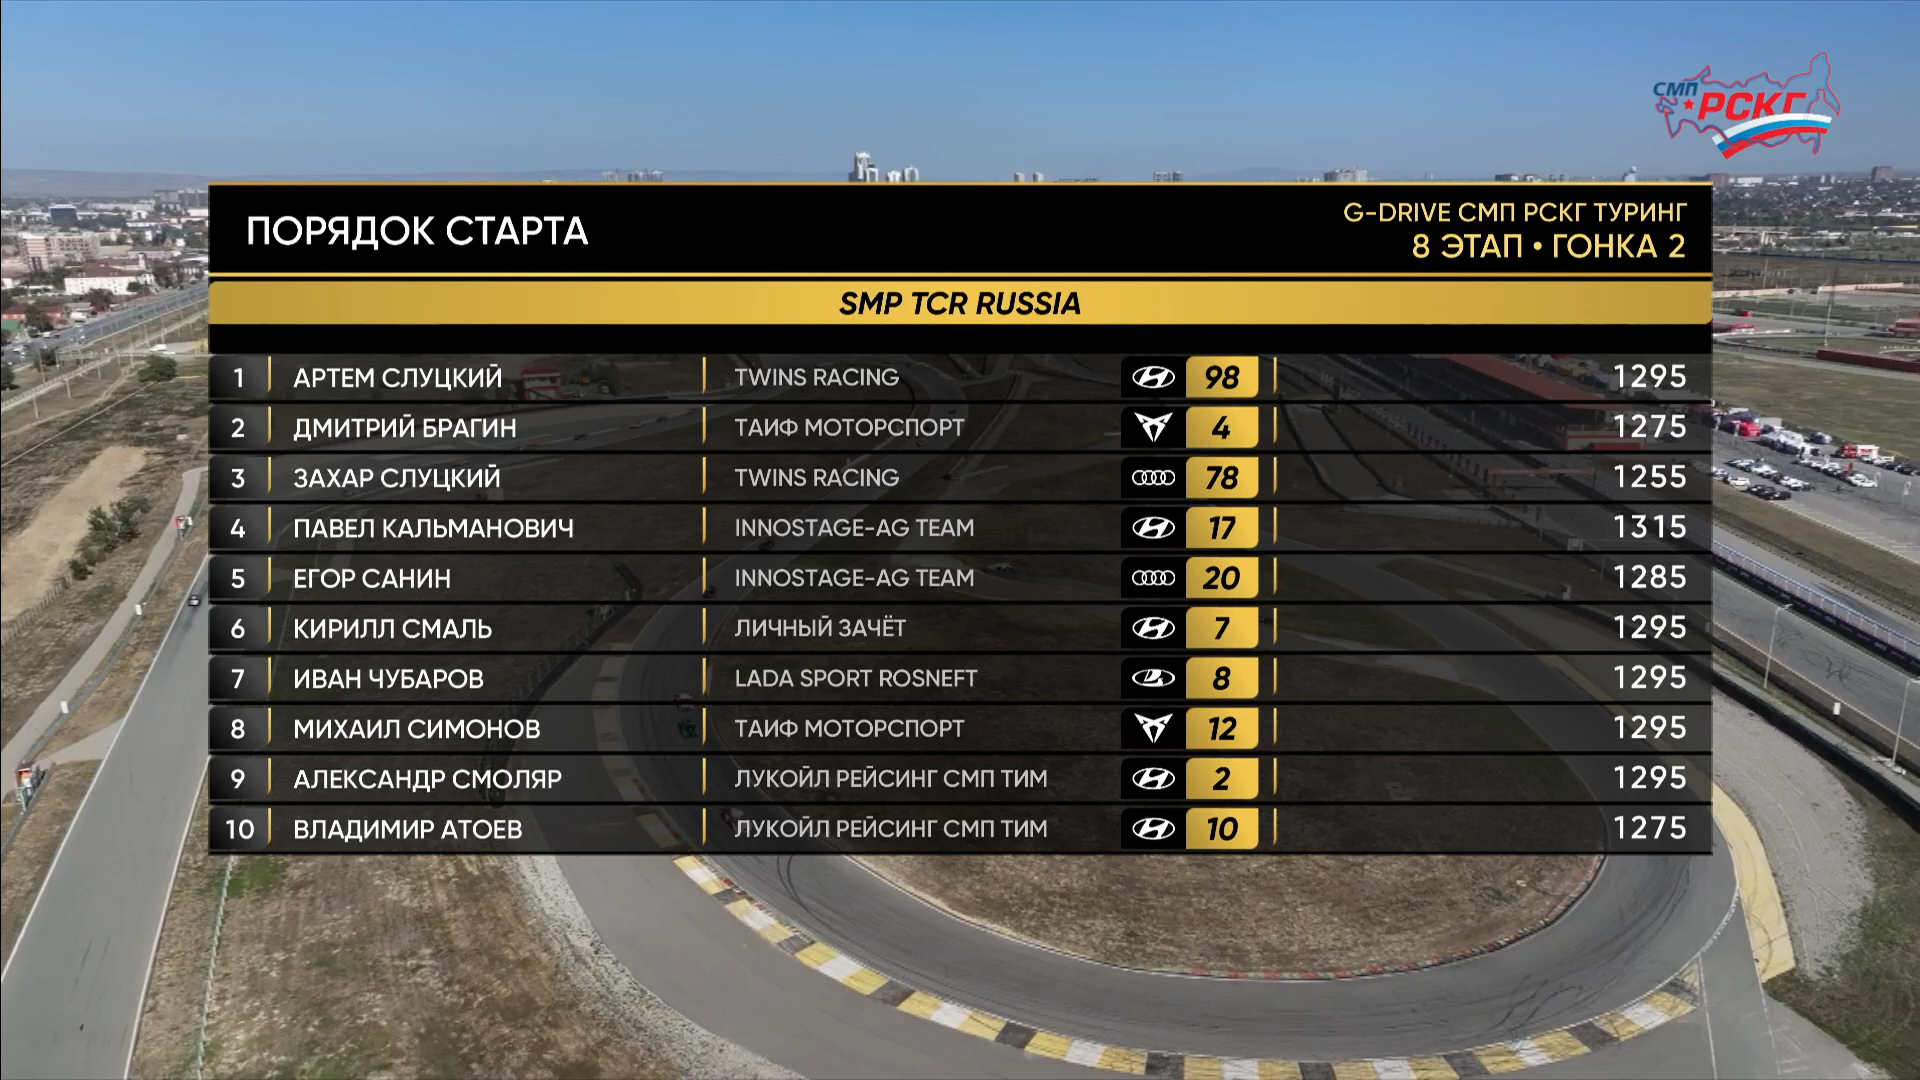 СМП
РСКГ
ПОРЯДОК СТАРТА
G-DRIVE СМП РСКГ ТУРИНГ
8 ЭТАП • ГОНКА 2
SMP TCR RUSSIA
1 АРТЕМ СЛУЦКИЙ TWINS RACING 98 1295
2 ДМИТРИЙ БРАГИН ТАИФ МОТОРСПОРТ 4 1275
3 ЗАХАР СЛУЦКИЙ TWINS RACING 78 1255
4 ПАВЕЛ КАЛЬМАНОВИЧ INNOSTAGE-AG TEAM 17 1315
5 ЕГОР САНИН INNOSTAGE-AG TEAM 20 1285
6 КИРИЛЛ СМАЛЬ ЛИЧНЫЙ ЗАЧЁТ 7 1295
7 ИВАН ЧУБАРОВ LADA SPORT ROSNEFT 8 1295
8 МИХАИЛ СИМОНОВ ТАИФ МОТОРСПОРТ 12 1295
9 АЛЕКСАНДР СМОЛЯР ЛУКОЙЛ РЕЙСИНГ СМП ТИМ 2 1295
10 ВЛАДИМИР АТОЕВ ЛУКОЙЛ РЕЙСИНГ СМП ТИМ 10 1275